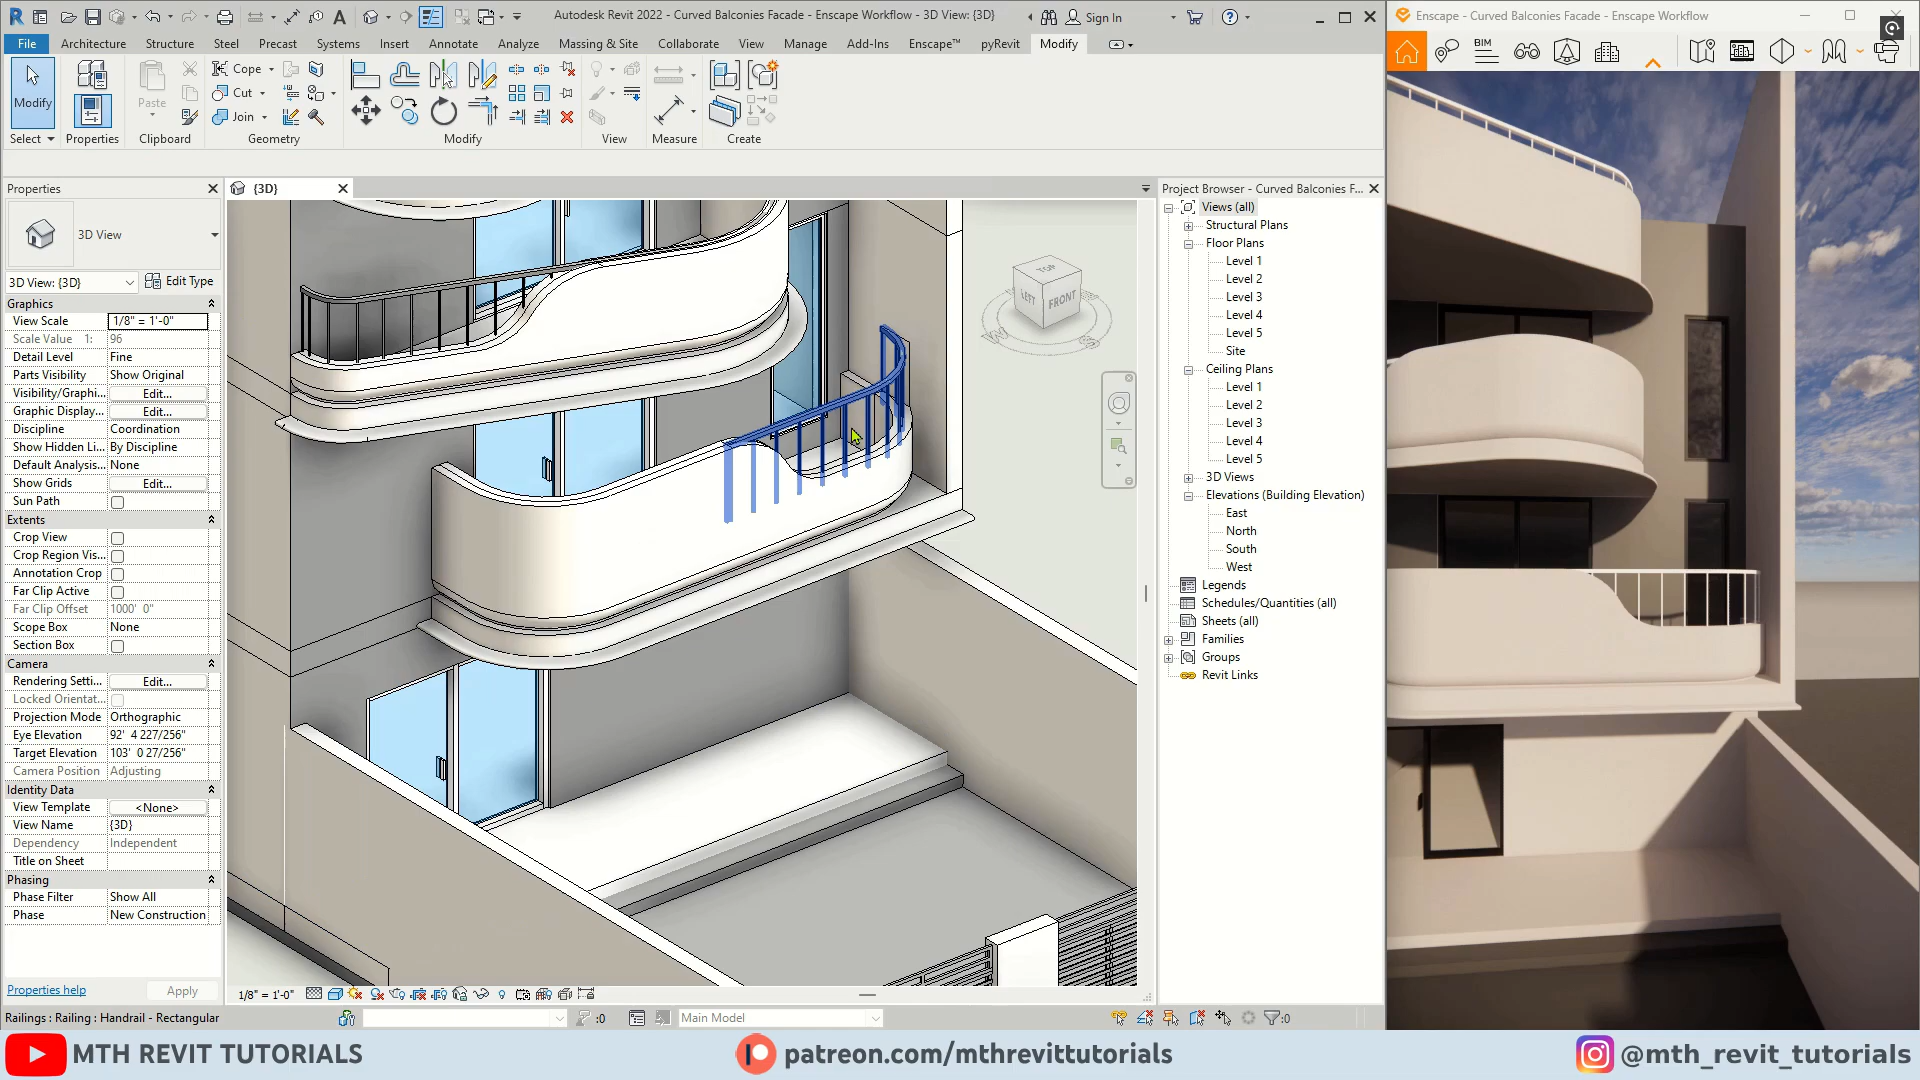 Autodesk Revit 2022 - Curved Balconies Facade - Enscape Workflow - 3D View: {3D}
Sign In
Enscape - Curved Balconies Facade - Enscape Workflow
File Architecture Structure Steel Precast Systems Insert Annotate Analyze Massing & Site Collaborate View Manage Add-Ins Enscape™ pyRevit Modify
BIM
Modify
Paste
Cope
Cut
Join
Select Properties Clipboard Geometry Modify View Measure Create
Properties
3D View
3D View: {3D}
Edit Type
Graphics
View Scale 1/8" = 1'-0"
Scale Value 1: 96
Detail Level Fine
Parts Visibility Show Original
Visibility/Graphi... Edit...
Graphic Display... Edit...
Discipline Coordination
Show Hidden Li... By Discipline
Default Analysis... None
Show Grids Edit...
Sun Path
Extents
Crop View
Crop Region Vis...
Annotation Crop
Far Clip Active
Far Clip Offset 1000' 0"
Scope Box None
Section Box
Camera
Rendering Setti... Edit...
Locked Orientat...
Projection Mode Orthographic
Eye Elevation 92' 4 227/256"
Target Elevation 103' 0 27/256"
Camera Position Adjusting
Identity Data
View Template <None>
View Name {3D}
Dependency Independent
Title on Sheet
Phasing
Phase Filter Show All
Phase New Construction
Properties help
Apply
{3D}
TOP
LEFT
FRONT
W
S
1/8" = 1'-0"
Project Browser - Curved Balconies F...
Views (all)
Structural Plans
Floor Plans
Level 1
Level 2
Level 3
Level 4
Level 5
Site
Ceiling Plans
Level 1
Level 2
Level 3
Level 4
Level 5
3D Views
Elevations (Building Elevation)
East
North
South
West
Legends
Schedules/Quantities (all)
Sheets (all)
Families
Groups
Revit Links
Railings : Railing : Handrail - Rectangular
:0
Main Model
:0
MTH REVIT TUTORIALS
patreon.com/mthrevittutorials
@mth_revit_tutorials